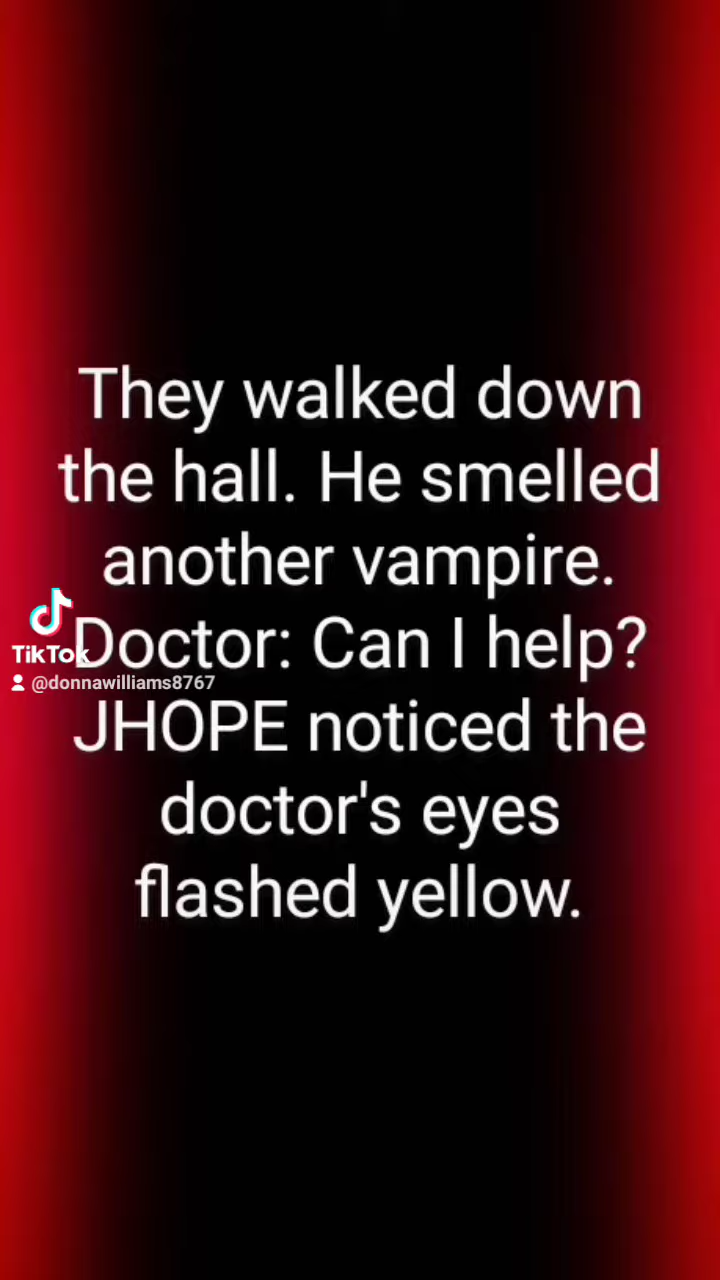 They walked down
the hall. He smelled
another vampire.
Doctor: Can I help?
JHOPE noticed the
doctor's eyes
flashed yellow.
TikTok
@donnawilliams8767